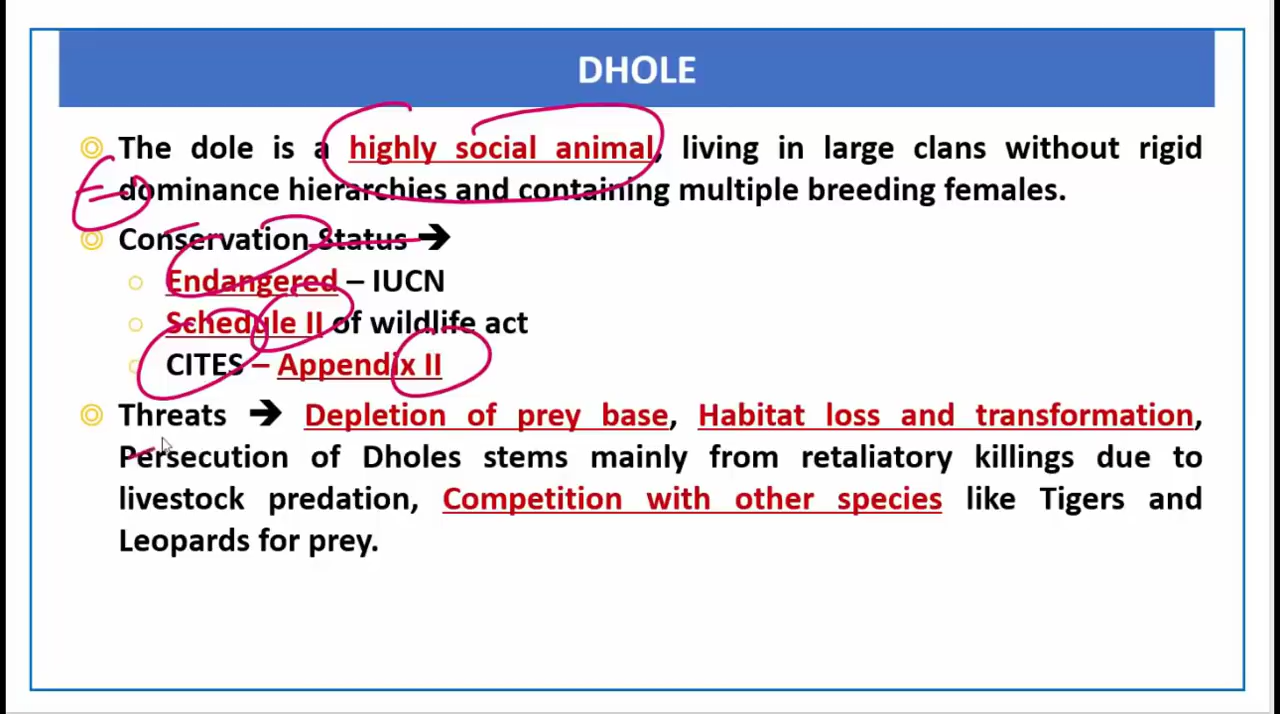 DHOLE
The dole is a highly social animal, living in large clans without rigid
dominance hierarchies and containing multiple breeding females.
Conservation Status →
Endangered – IUCN
Schedule II of wildlife act
CITES – Appendix II
Threats → Depletion of prey base, Habitat loss and transformation,
Persecution of Dholes stems mainly from retaliatory killings due to
livestock predation, Competition with other species like Tigers and
Leopards for prey.